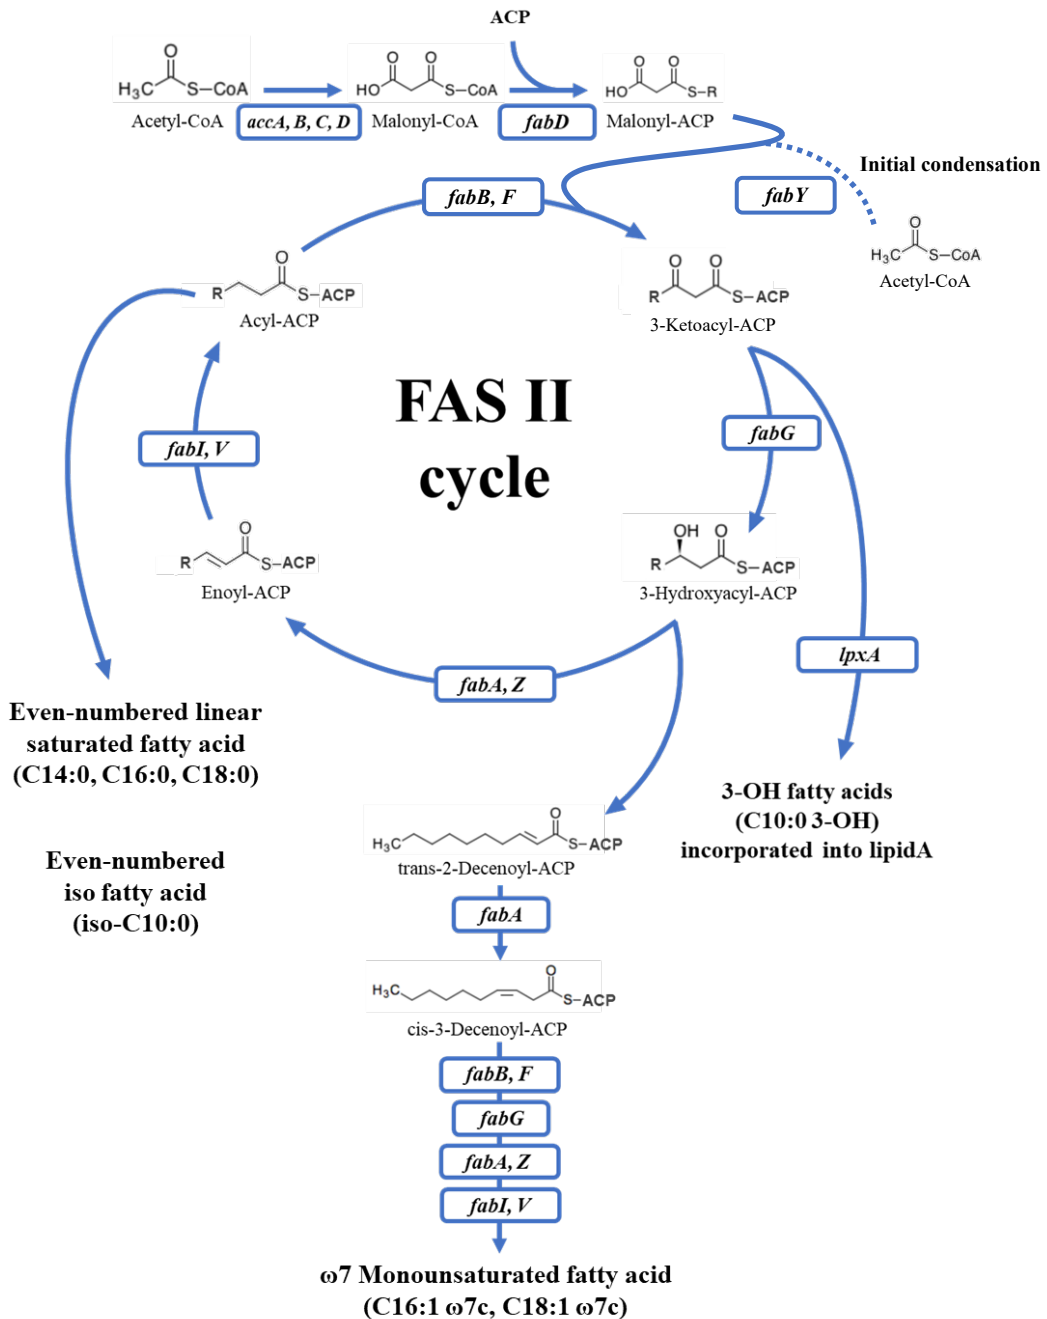 ACP
O
H₃C
S–CoA
Acetyl-CoA
accA, B, C, D
O
O
HO
S–CoA
Malonyl-CoA
fabD
O
O
HO
S–R
Malonyl-ACP
Initial condensation
fabY
O
H₃C
S–CoA
Acetyl-CoA
fabB, F
O
R
S–ACP
Acyl-ACP
O
O
R
S–ACP
3-Ketoacyl-ACP
FAS II
cycle
fabI, V
fabG
O
R
S–ACP
Enoyl-ACP
OH
O
R
S–ACP
3-Hydroxyacyl-ACP
lpxA
fabA, Z
Even-numbered linear
saturated fatty acid
(C14:0, C16:0, C18:0)
3-OH fatty acids
(C10:0 3-OH)
incorporated into lipidA
Even-numbered
iso fatty acid
(iso-C10:0)
O
H₃C
S–ACP
trans-2-Decenoyl-ACP
fabA
O
H₃C
S–ACP
cis-3-Decenoyl-ACP
fabB, F
fabG
fabA, Z
fabI, V
ω7 Monounsaturated fatty acid
(C16:1 ω7c, C18:1 ω7c)